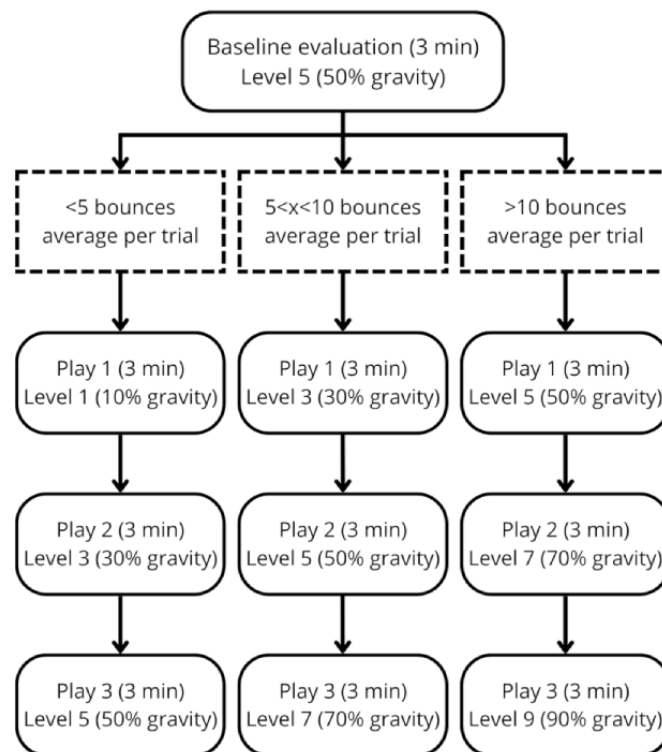 Baseline evaluation (3 min)
Level 5 (50% gravity)
<5 bounces
average per trial
5<x<10 bounces
average per trial
>10 bounces
average per trial
Play 1 (3 min)
Level 1 (10% gravity)
Play 1 (3 min)
Level 3 (30% gravity)
Play 1 (3 min)
Level 5 (50% gravity)
Play 2 (3 min)
Level 3 (30% gravity)
Play 2 (3 min)
Level 5 (50% gravity)
Play 2 (3 min)
Level 7 (70% gravity)
Play 3 (3 min)
Level 5 (50% gravity)
Play 3 (3 min)
Level 7 (70% gravity)
Play 3 (3 min)
Level 9 (90% gravity)